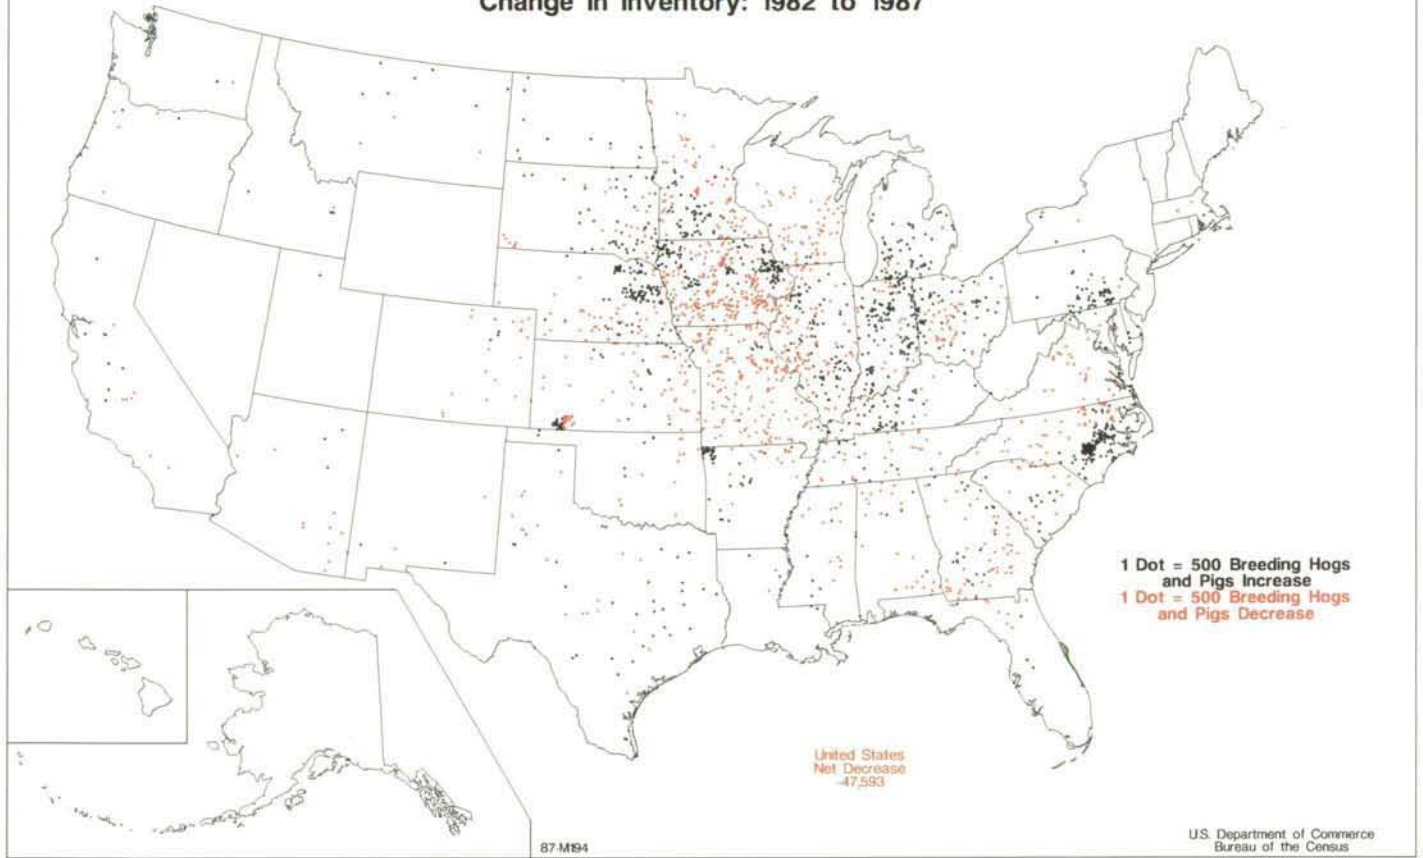 Change in Inventory: 1982 to 1987
1 Dot = 500 Breeding Hogs
and Pigs Increase
1 Dot = 500 Breeding Hogs
and Pigs Decrease
United States
Net Decrease
-47,593
87-M194
U.S. Department of Commerce
Bureau of the Census